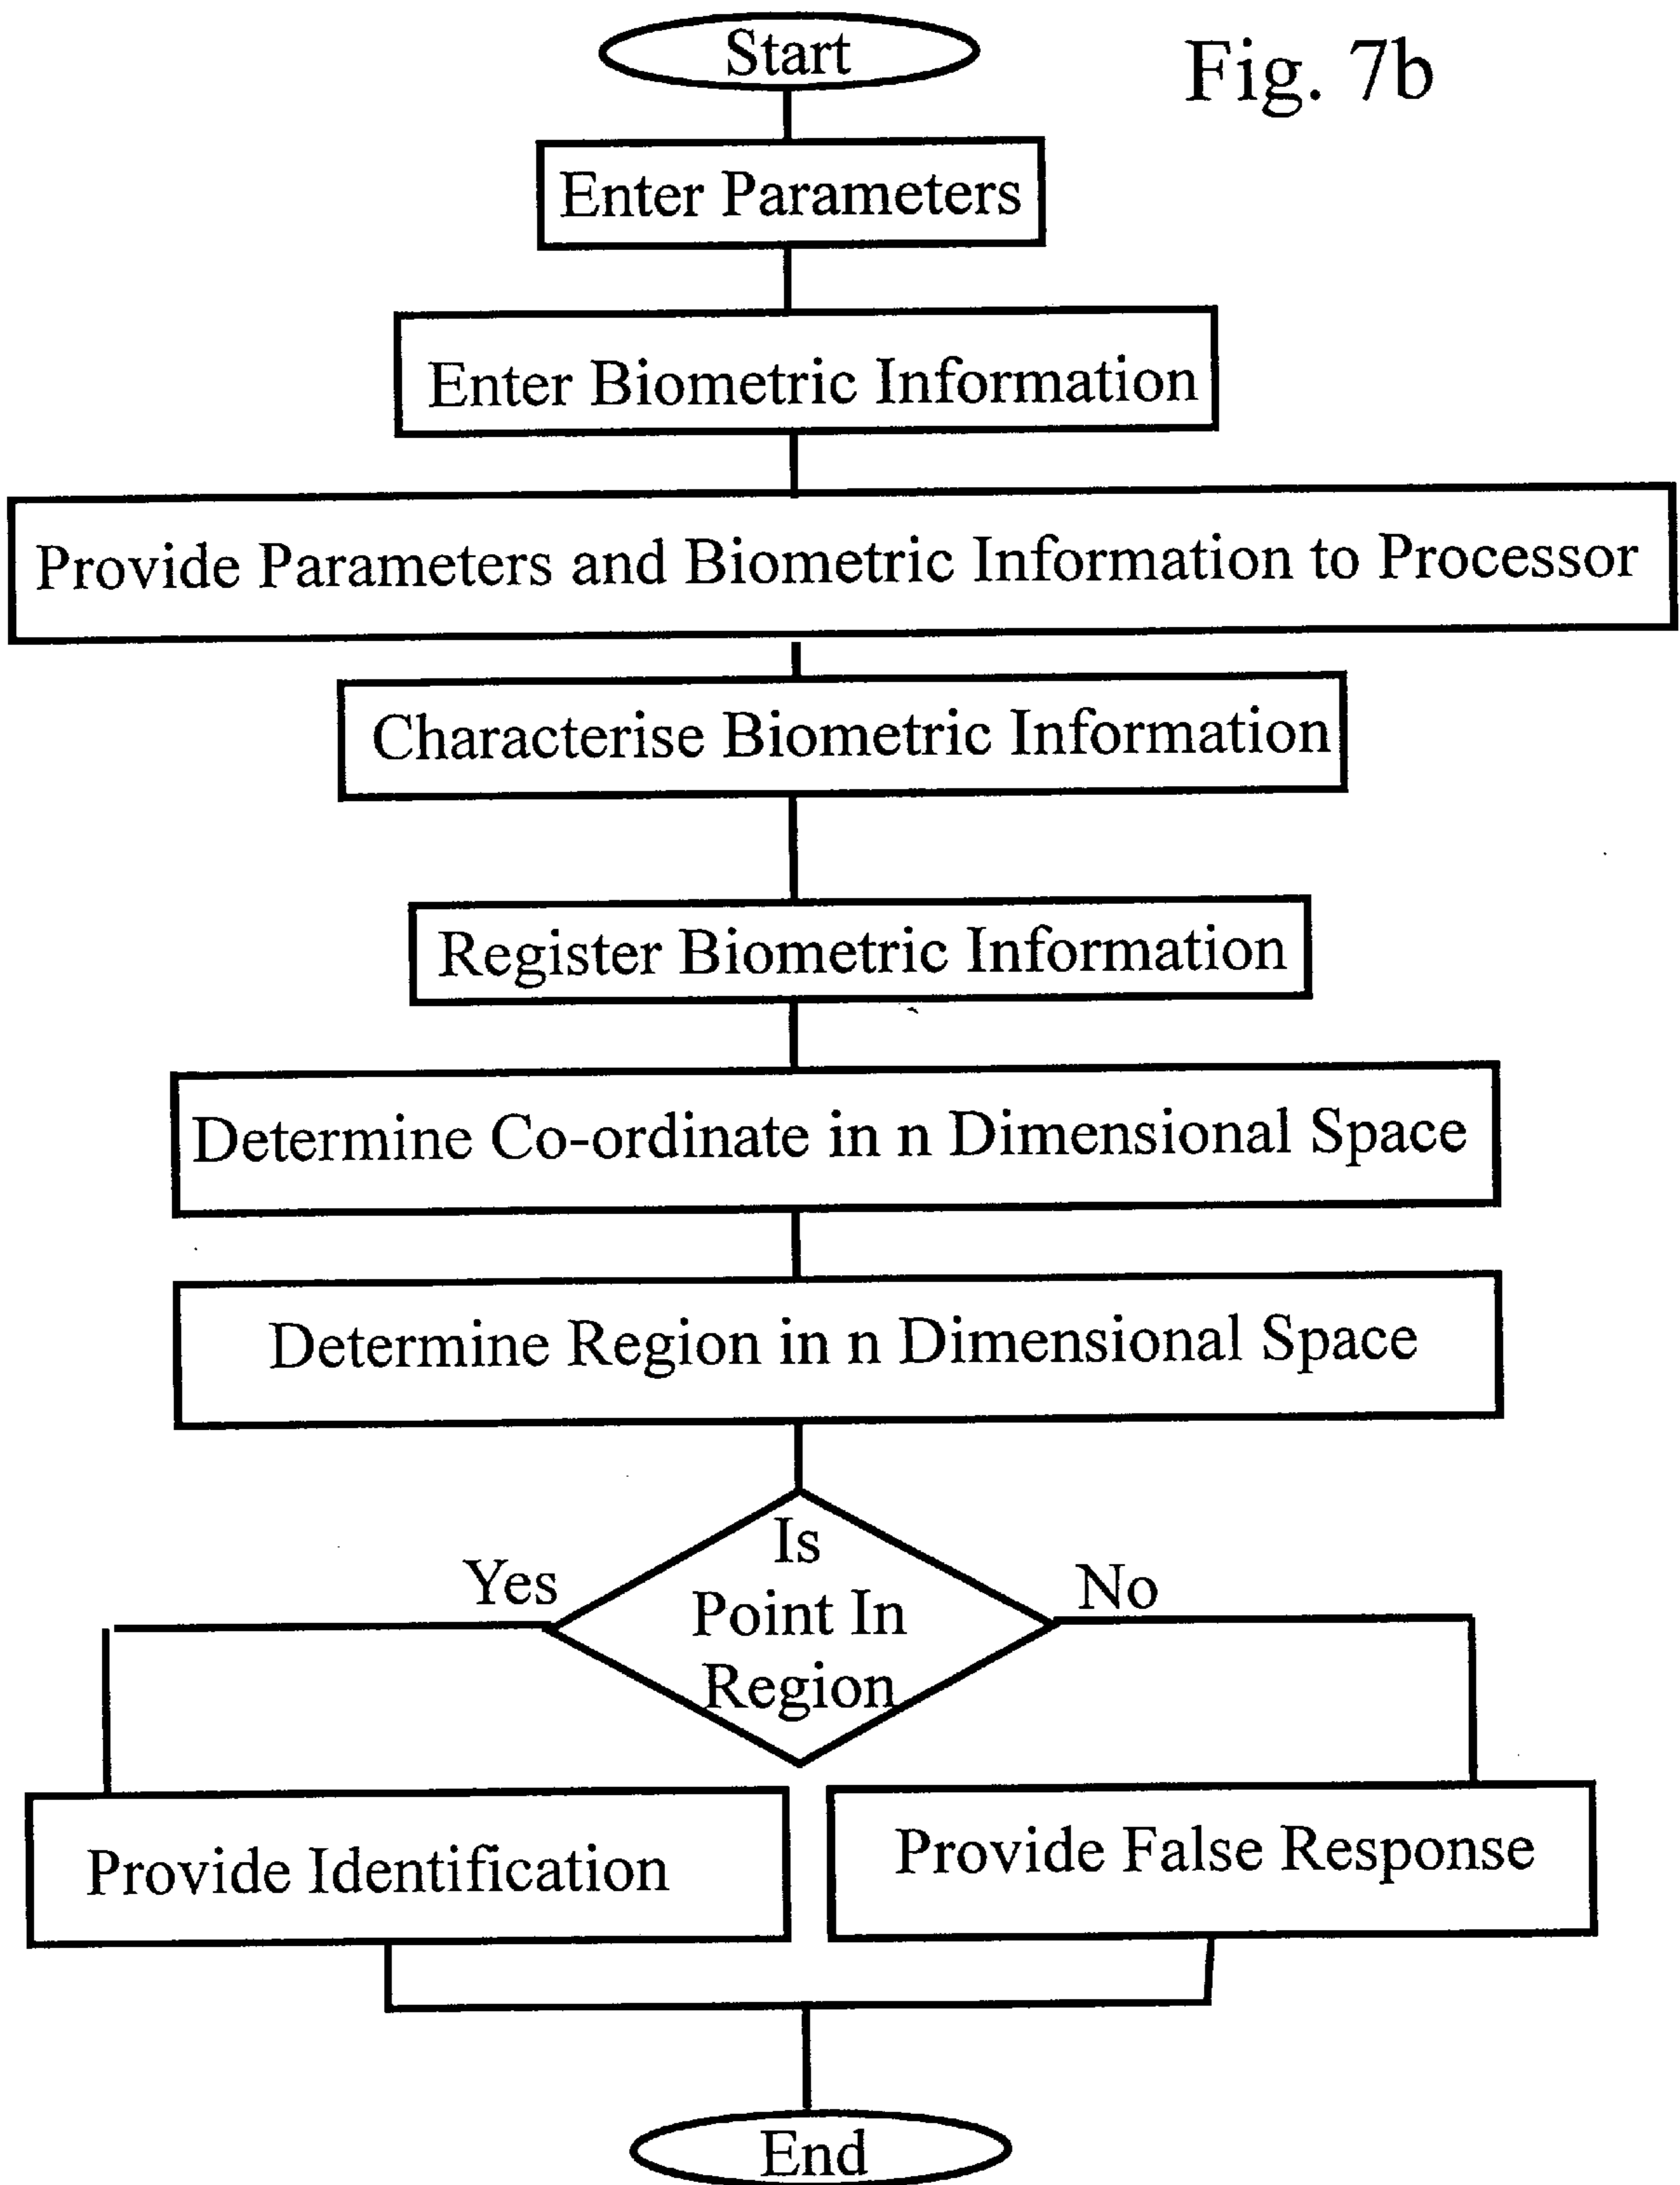 Start
Fig. 7b
Enter Parameters
Enter Biometric Information
Provide Parameters and Biometric Information to Processor
Characterise Biometric Information
Register Biometric Information
Determine Co-ordinate in n Dimensional Space
Determine Region in n Dimensional Space
Is
Point In
Region
Yes
No
Provide Identification
Provide False Response
End